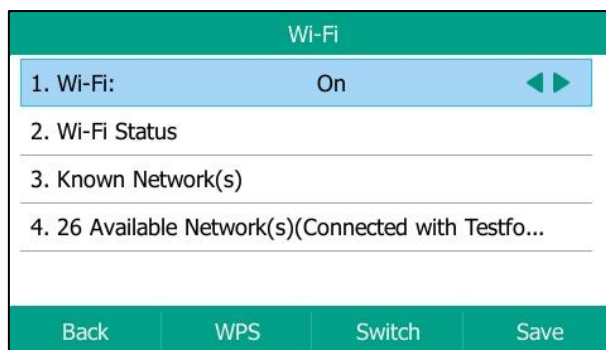 Wi-Fi
1. Wi-Fi: On
2. Wi-Fi Status
3. Known Network(s)
4. 26 Available Network(s)(Connected with Testfo...
Back WPS Switch Save